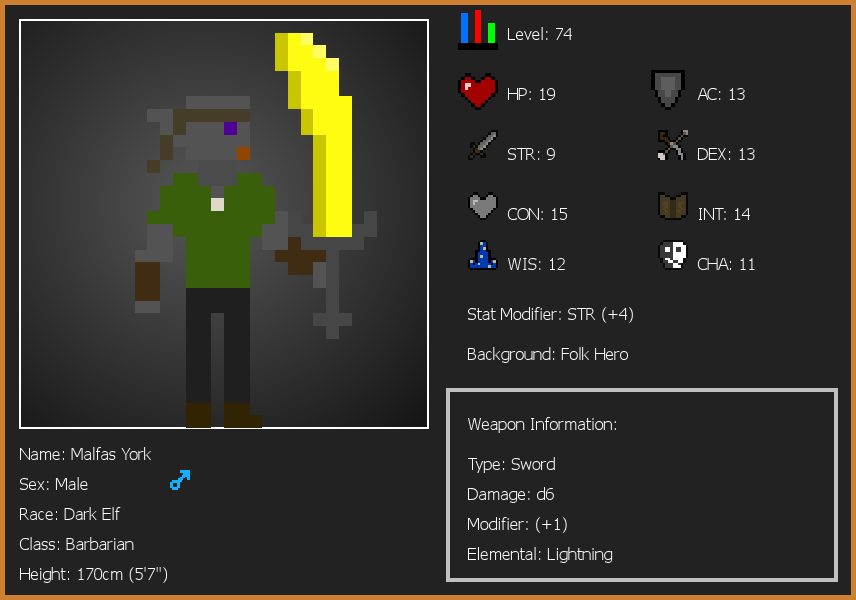 Level: 74
HP: 19
AC: 13
STR: 9
DEX: 13
CON: 15
INT: 14
WIS: 12
CHA: 11
Stat Modifier: STR (+4)
Background: Folk Hero
Weapon Information:
Type: Sword
Damage: d6
Modifier: (+1)
Elemental: Lightning
Name: Malfas York
Sex: Male
Race: Dark Elf
Class: Barbarian
Height: 170cm (5'7")